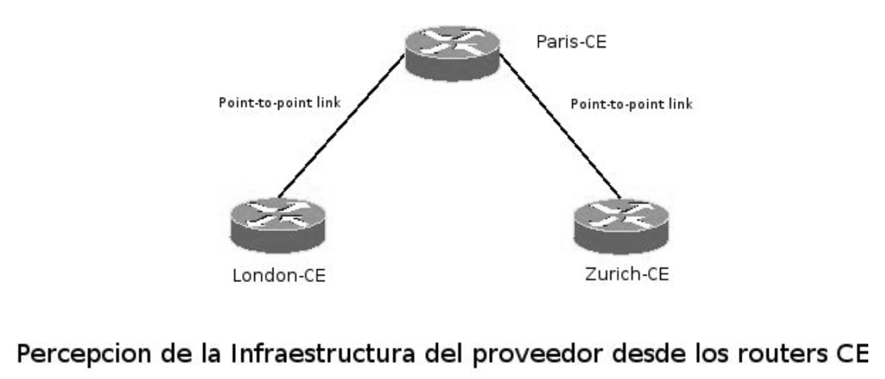 Paris-CE
Point-to-point link
Point-to-point link
London-CE
Zurich-CE
Percepcion de la Infraestructura del proveedor desde los routers CE